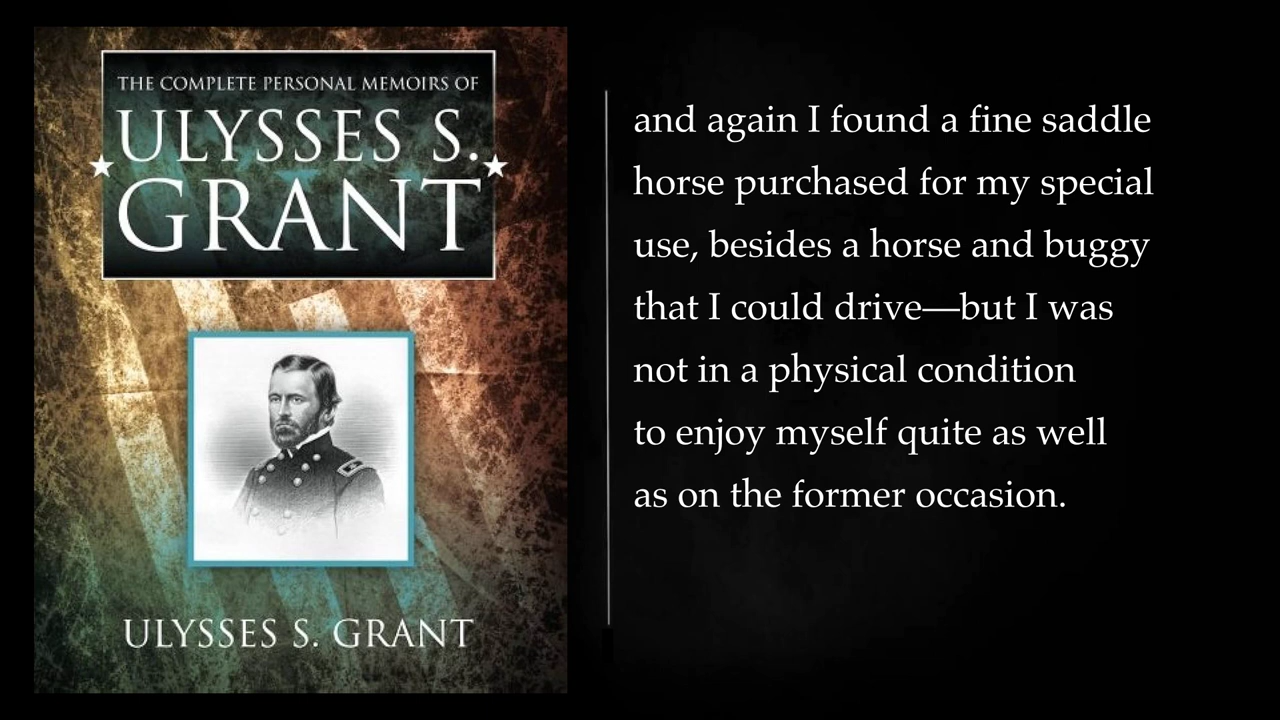 THE COMPLETE PERSONAL MEMOIRS OF
ULYSSES S.
GRANT
ULYSSES S. GRANT
and again I found a fine saddle
horse purchased for my special
use, besides a horse and buggy
that I could drive—but I was
not in a physical condition
to enjoy myself quite as well
as on the former occasion.